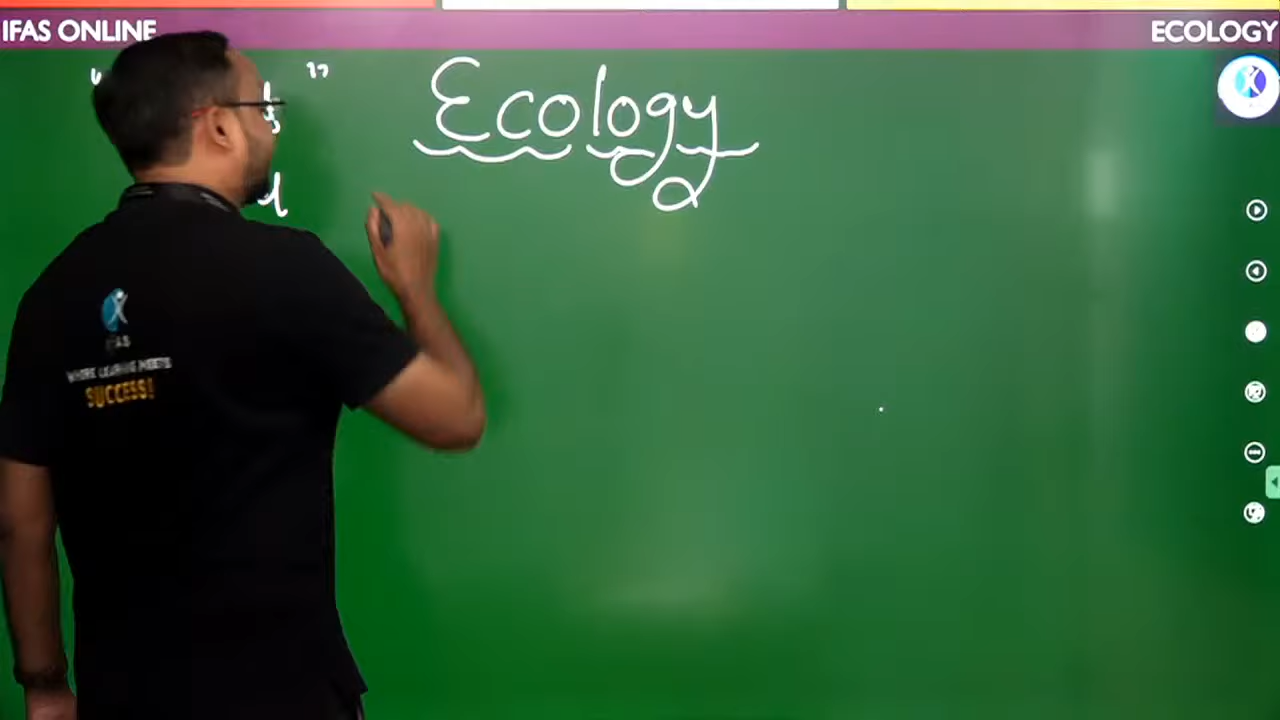 IFAS ONLINE
ECOLOGY
Ecology
WHERE LEARNING MEETS
SUCCESS!